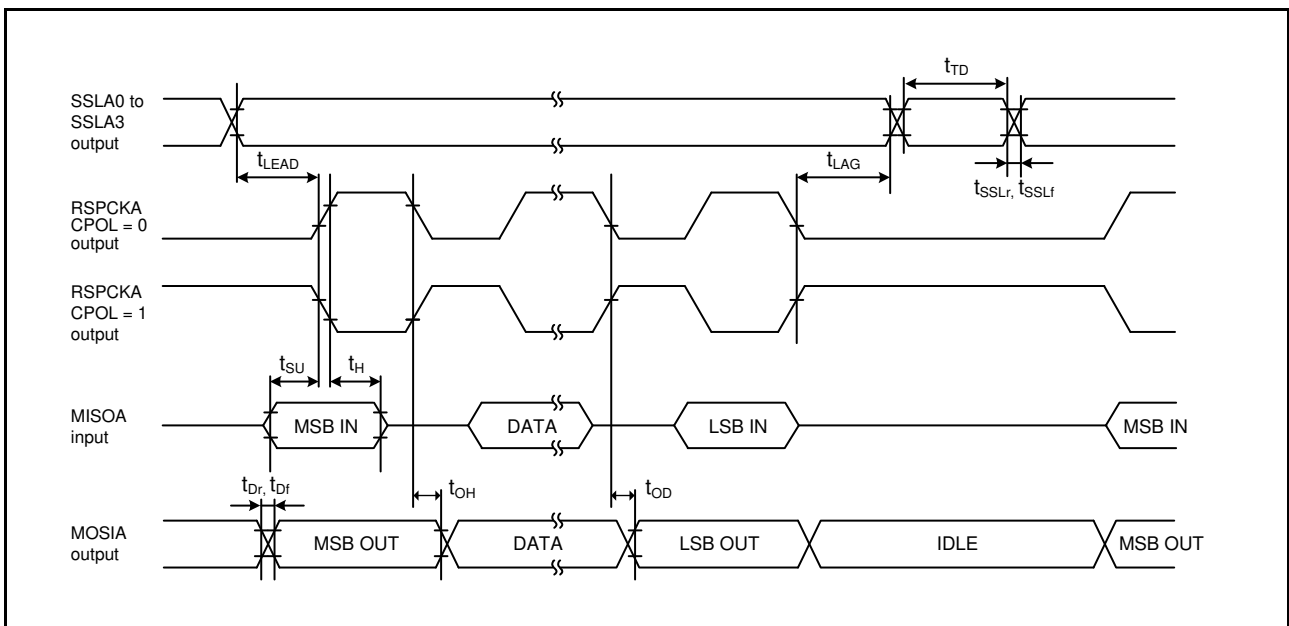 SSLA0 to
SSLA3
output
tTD
tLEAD
tLAG
tSSLr, tSSLf
RSPCKA
CPOL = 0
output
RSPCKA
CPOL = 1
output
tSU
tH
MISOA
input
MSB IN
DATA
LSB IN
MSB IN
tDr, tDf
tOH
tOD
MOSIA
output
MSB OUT
DATA
LSB OUT
IDLE
MSB OUT